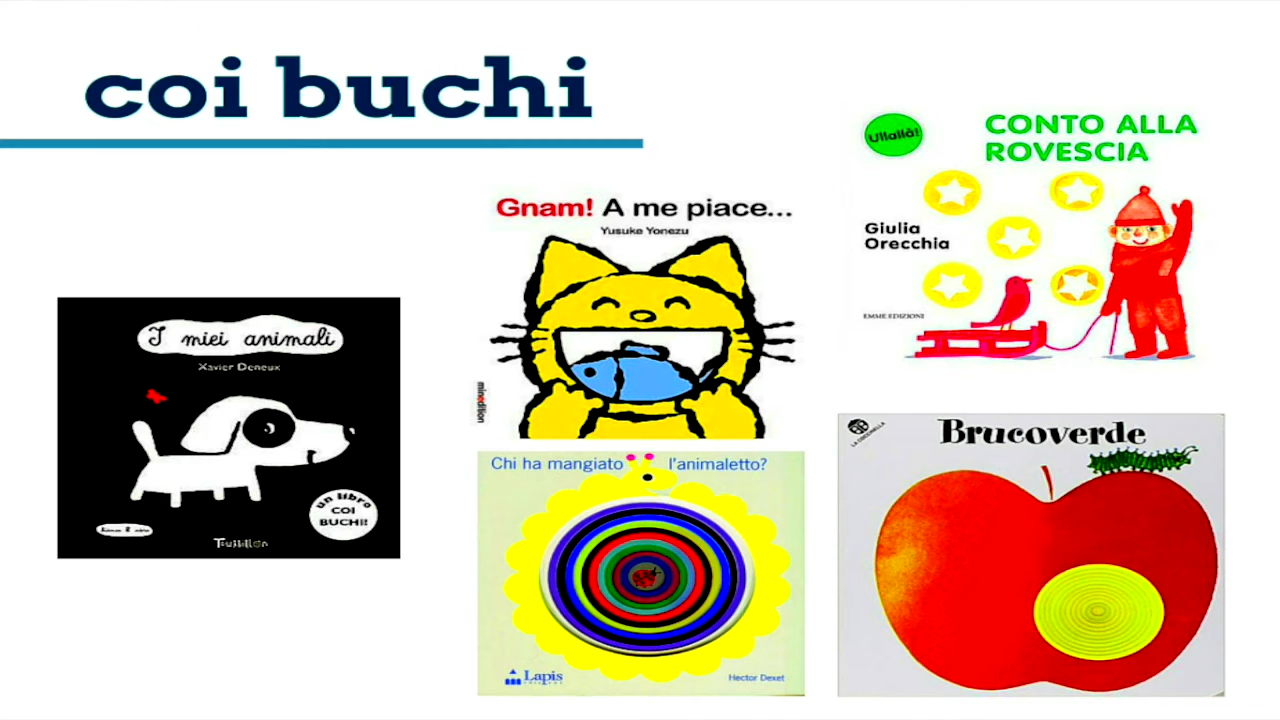 coi buchi
I miei animali
Xavier Deneux
un libro
COI
BUCHI!
Gnam! A me piace...
Yusuke Yonezu
minedition
Chi ha mangiato l'animaletto?
Lapis
Hector Dexet
Ullallà!
CONTO ALLA
ROVESCIA
Giulia
Orecchia
EMME EDIZIONI
LA COCCINELLA
Brucoverde